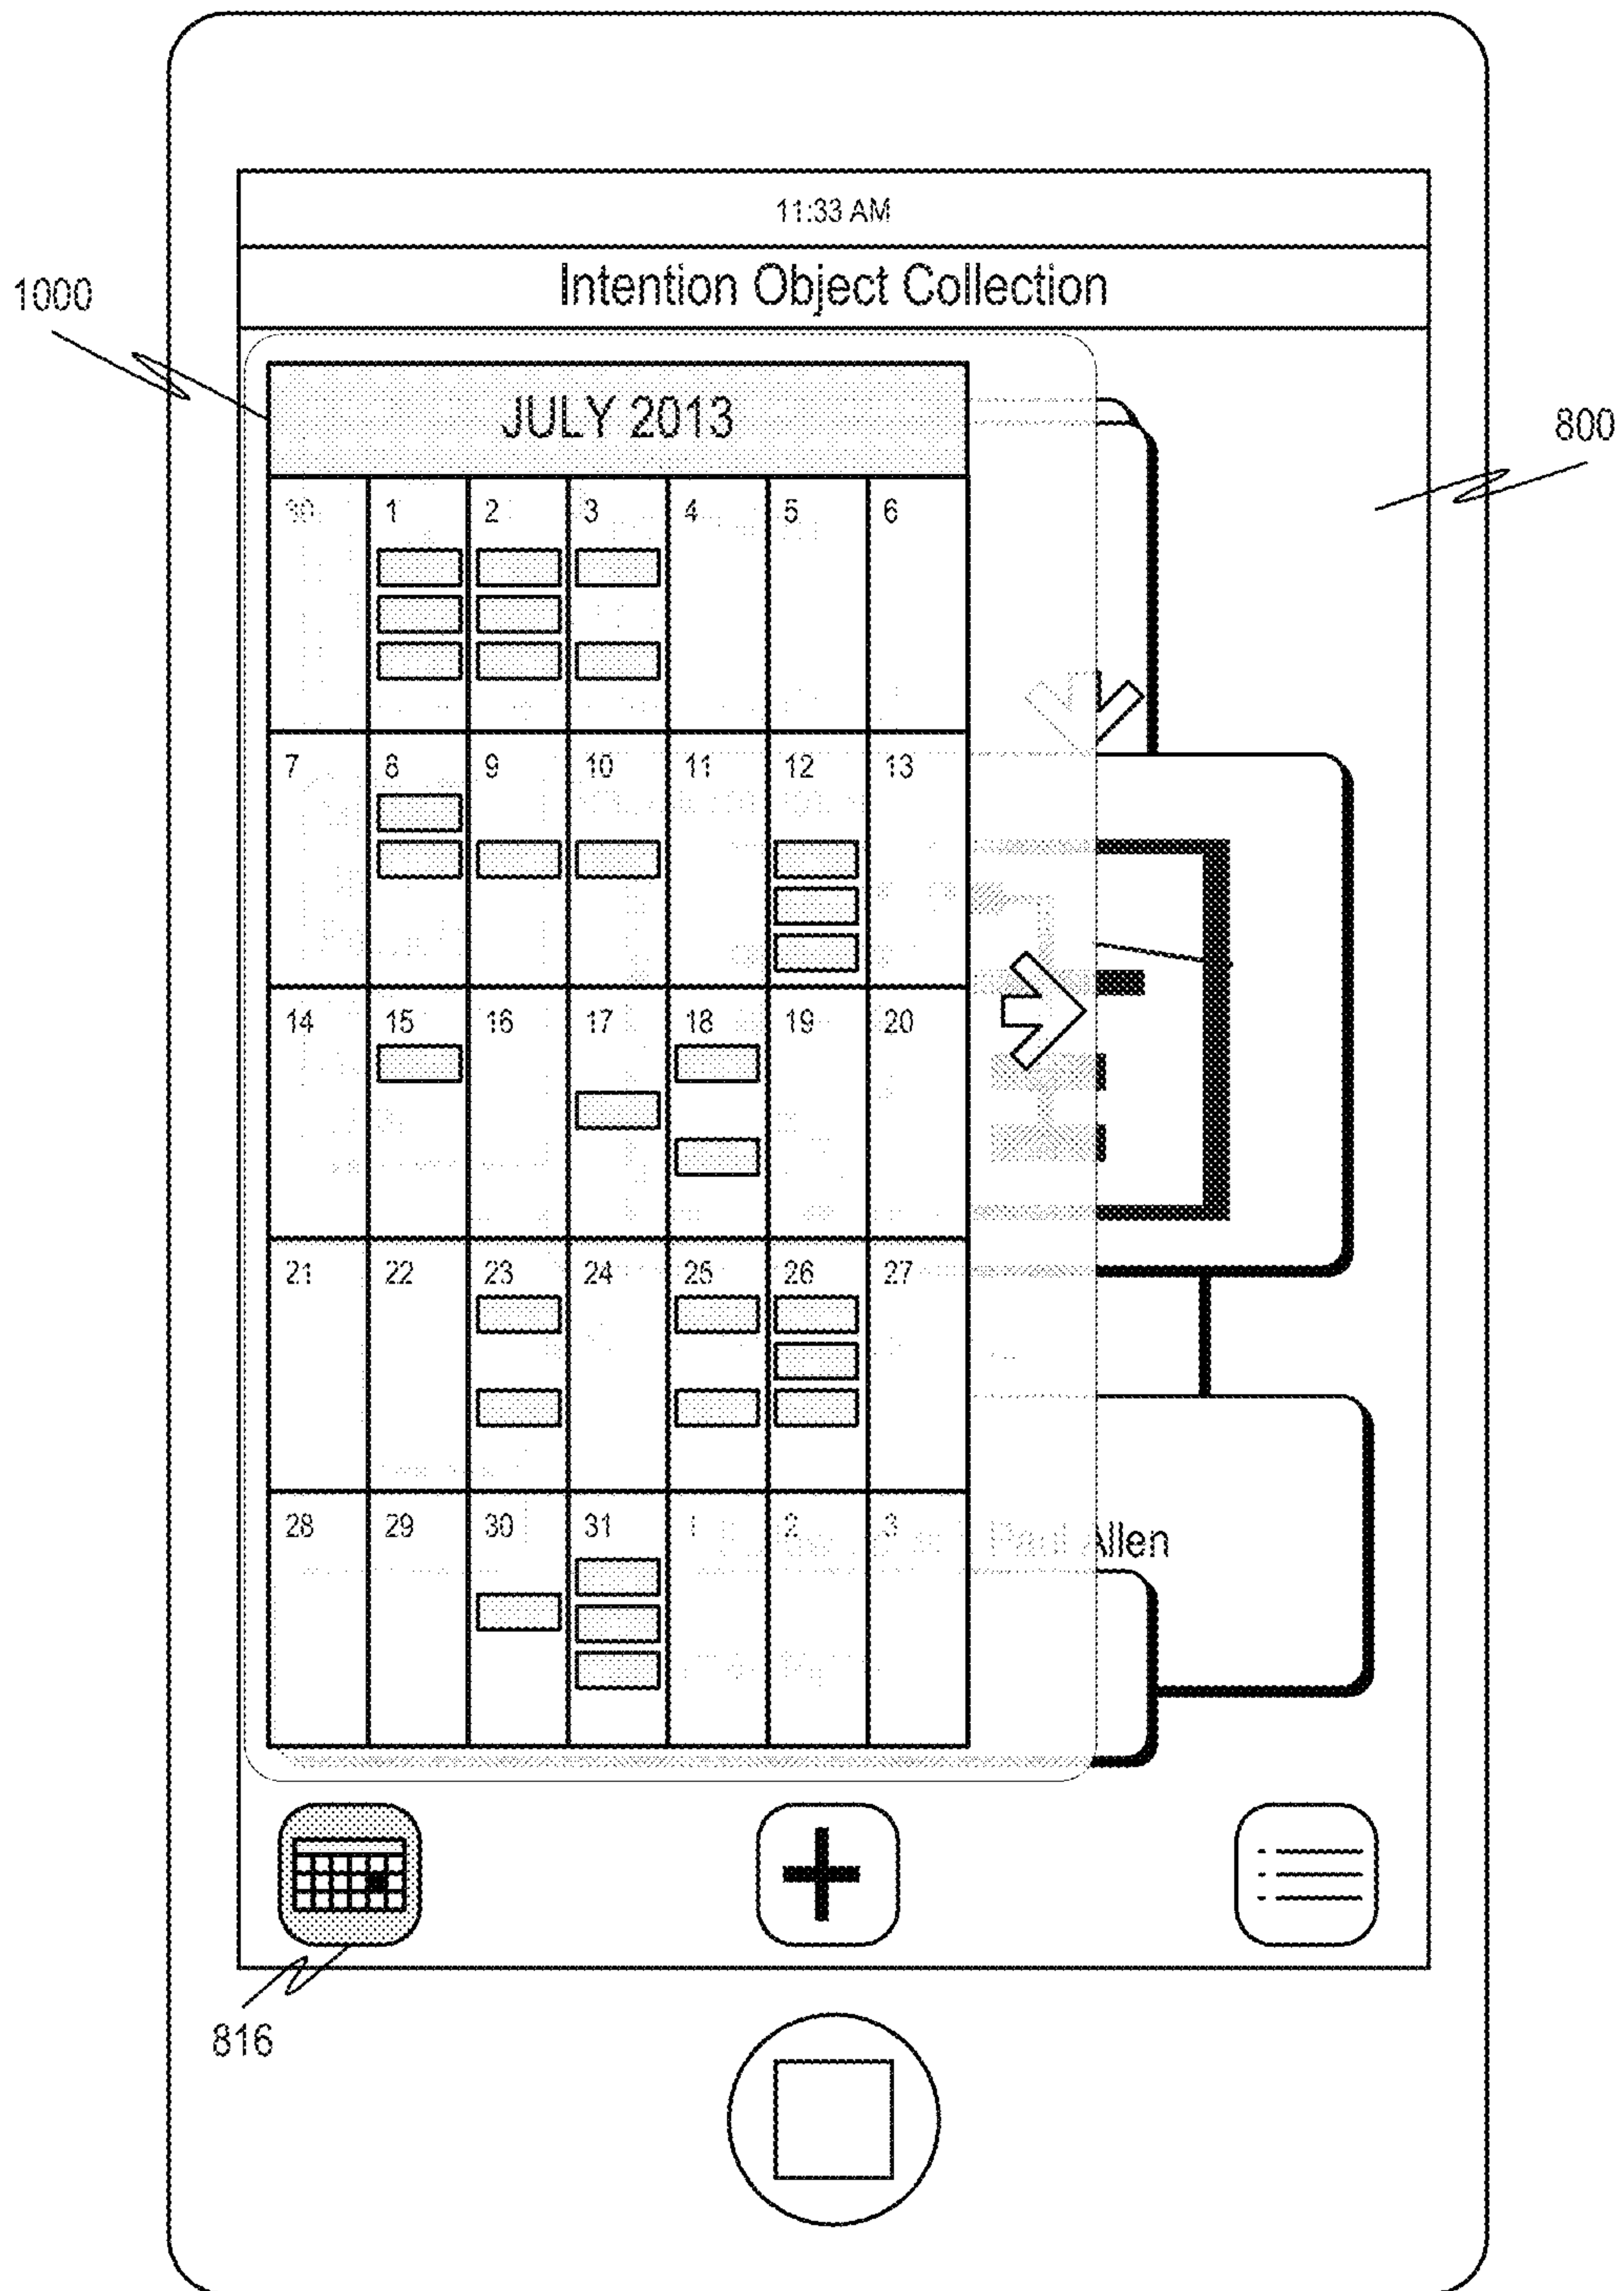 11:33 AM
Intention Object Collection
1000
JULY 2013
800
30 1 2 3 4 5 6
7 8 9 10 11 12 13
14 15 16 17 18 19 20
21 22 23 24 25 26 27
28 29 30 31 1 2 3
Paul Allen
816